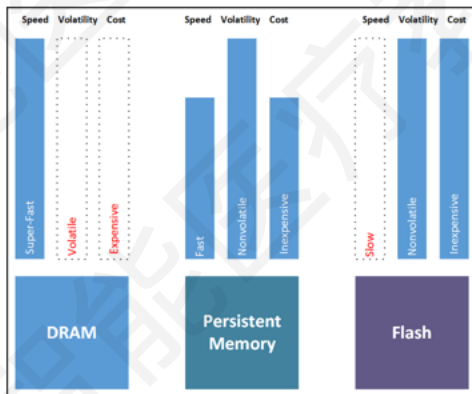 Speed Volatility Cost
Speed Volatility Cost
Speed Nonvolatility Cost
Super-Fast
Volatile
Expensive
Fast
Nonvolatile
Inexpensive
Slow
Nonvolatile
Inexpensive
DRAM
Persistent
Memory
Flash